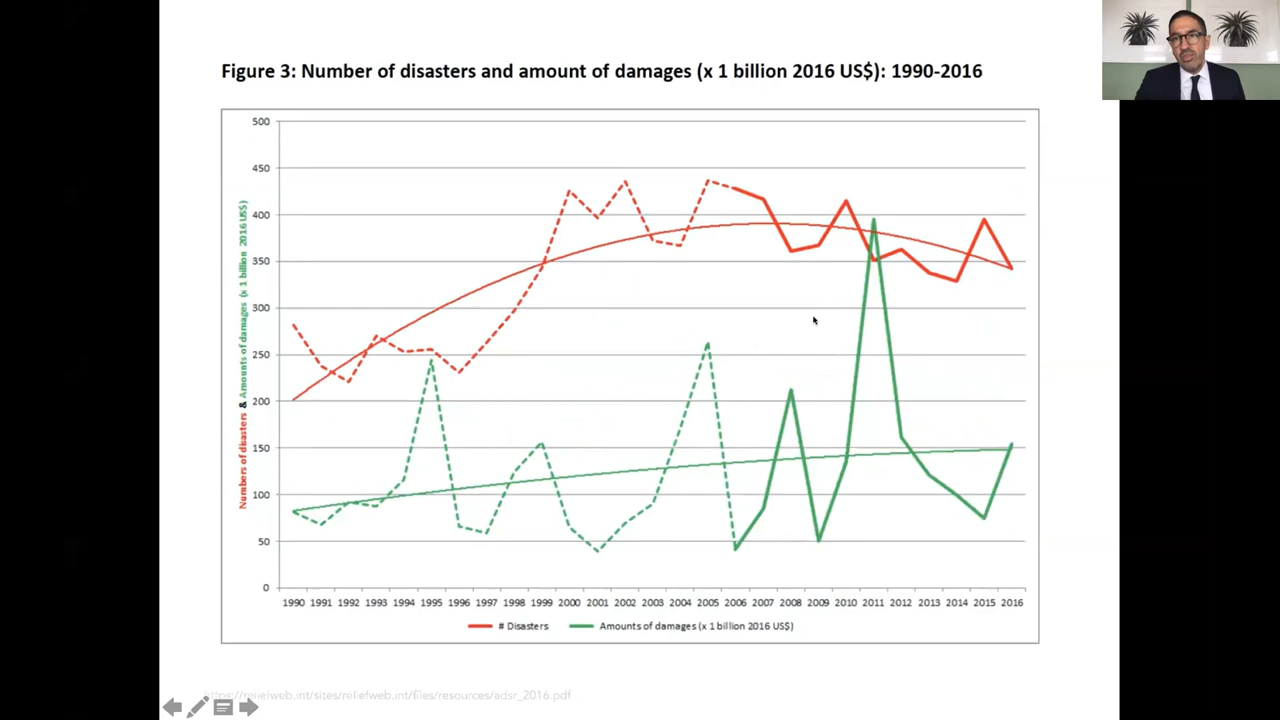 Figure 3: Number of disasters and amount of damages (x 1 billion 2016 US$): 1990-2016
500
450
400
350
300
250
200
150
100
50
0
Numbers of disasters & Amounts of damages (x 1 billion 2016 US$)
1990 1991 1992 1993 1994 1995 1996 1997 1998 1999 2000 2001 2002 2003 2004 2005 2006 2007 2008 2009 2010 2011 2012 2013 2014 2015 2016
# Disasters Amounts of damages (x 1 billion 2016 US$)
https://reliefweb.int/sites/reliefweb.int/files/resources/adsr_2016.pdf